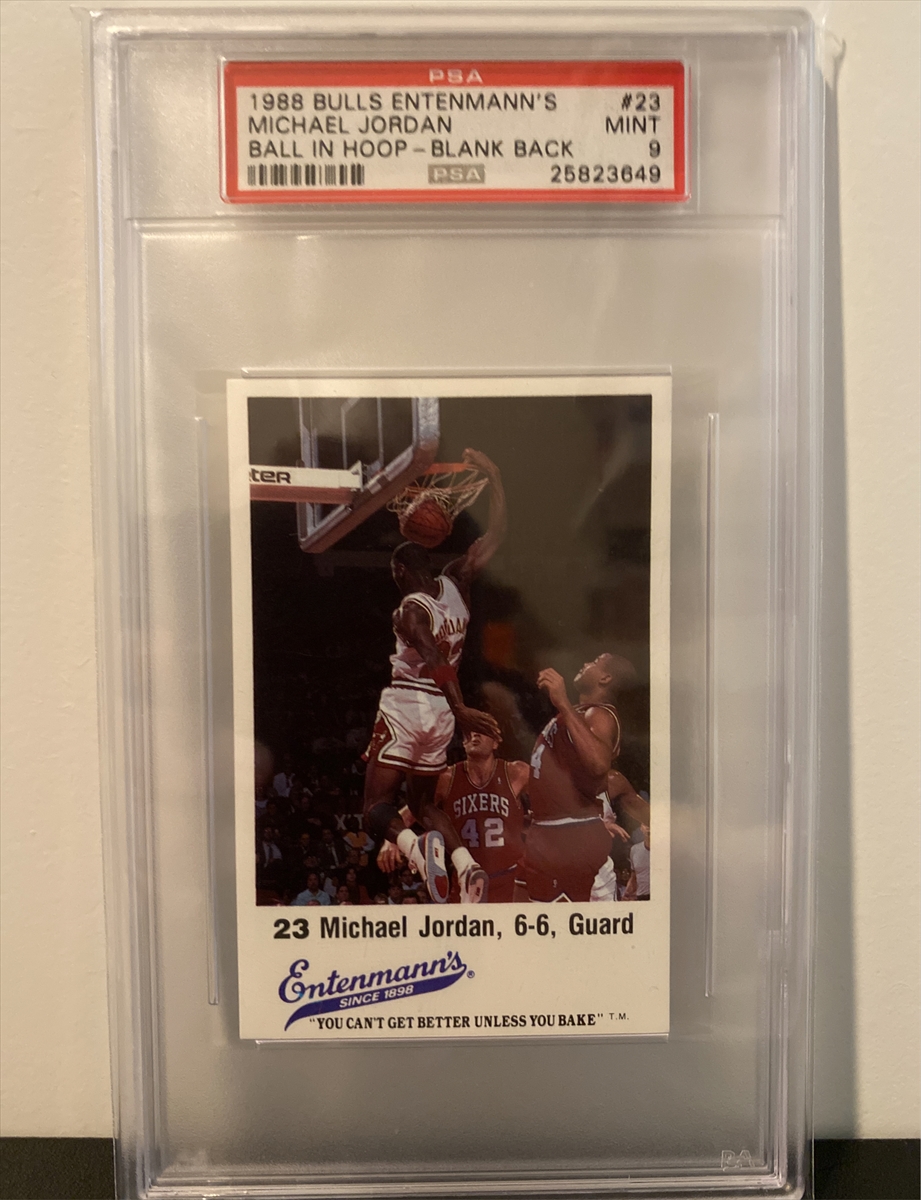 PSA
1988 BULLS ENTENMANN'S #23
MICHAEL JORDAN MINT
BALL IN HOOP – BLANK BACK 9
PSA 25823649
SIXERS
42
4
23 Michael Jordan, 6-6, Guard
Entenmann's®
SINCE 1898
"YOU CAN'T GET BETTER UNLESS YOU BAKE" T.M.